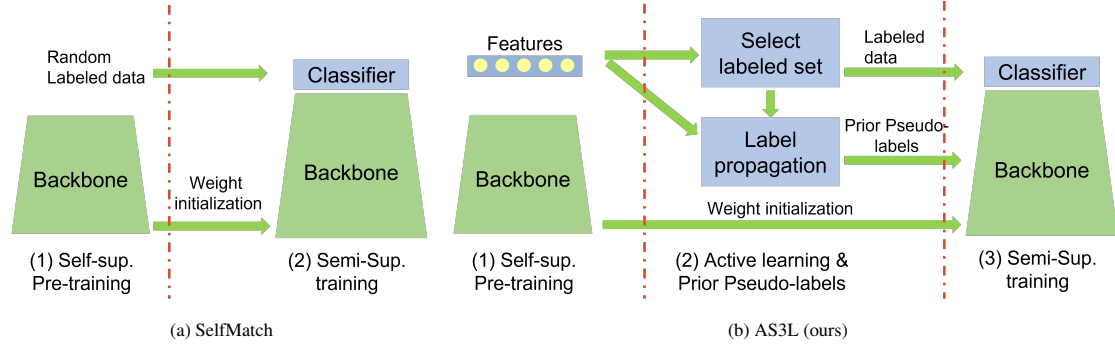 Random
Labeled data
Classifier
Backbone
Backbone
Weight
initialization
(1) Self-sup.
Pre-training
(2) Semi-Sup.
training
(a) SelfMatch
Features
Select
labeled set
Labeled
data
Classifier
Label
propagation
Prior Pseudo-
labels
Backbone
Backbone
Weight initialization
(1) Self-sup.
Pre-training
(2) Active learning &
Prior Pseudo-labels
(3) Semi-Sup.
training
(b) AS3L (ours)